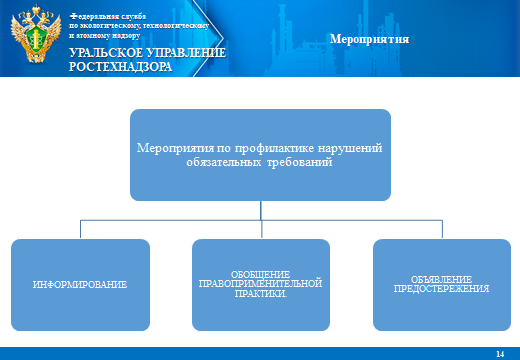 Федеральная служба
по экологическому, технологическому
и атомному надзору
УРАЛЬСКОЕ УПРАВЛЕНИЕ
РОСТЕХНАДЗОРА
Мероприятия
Мероприятия по профилактике нарушений
обязательных требований
ИНФОРМИРОВАНИЕ
ОБОБЩЕНИЕ
ПРАВОПРИМЕНИТЕЛЬНОЙ
ПРАКТИКИ.
ОБЪЯВЛЕНИЕ
ПРЕДОСТЕРЕЖЕНИЯ
14